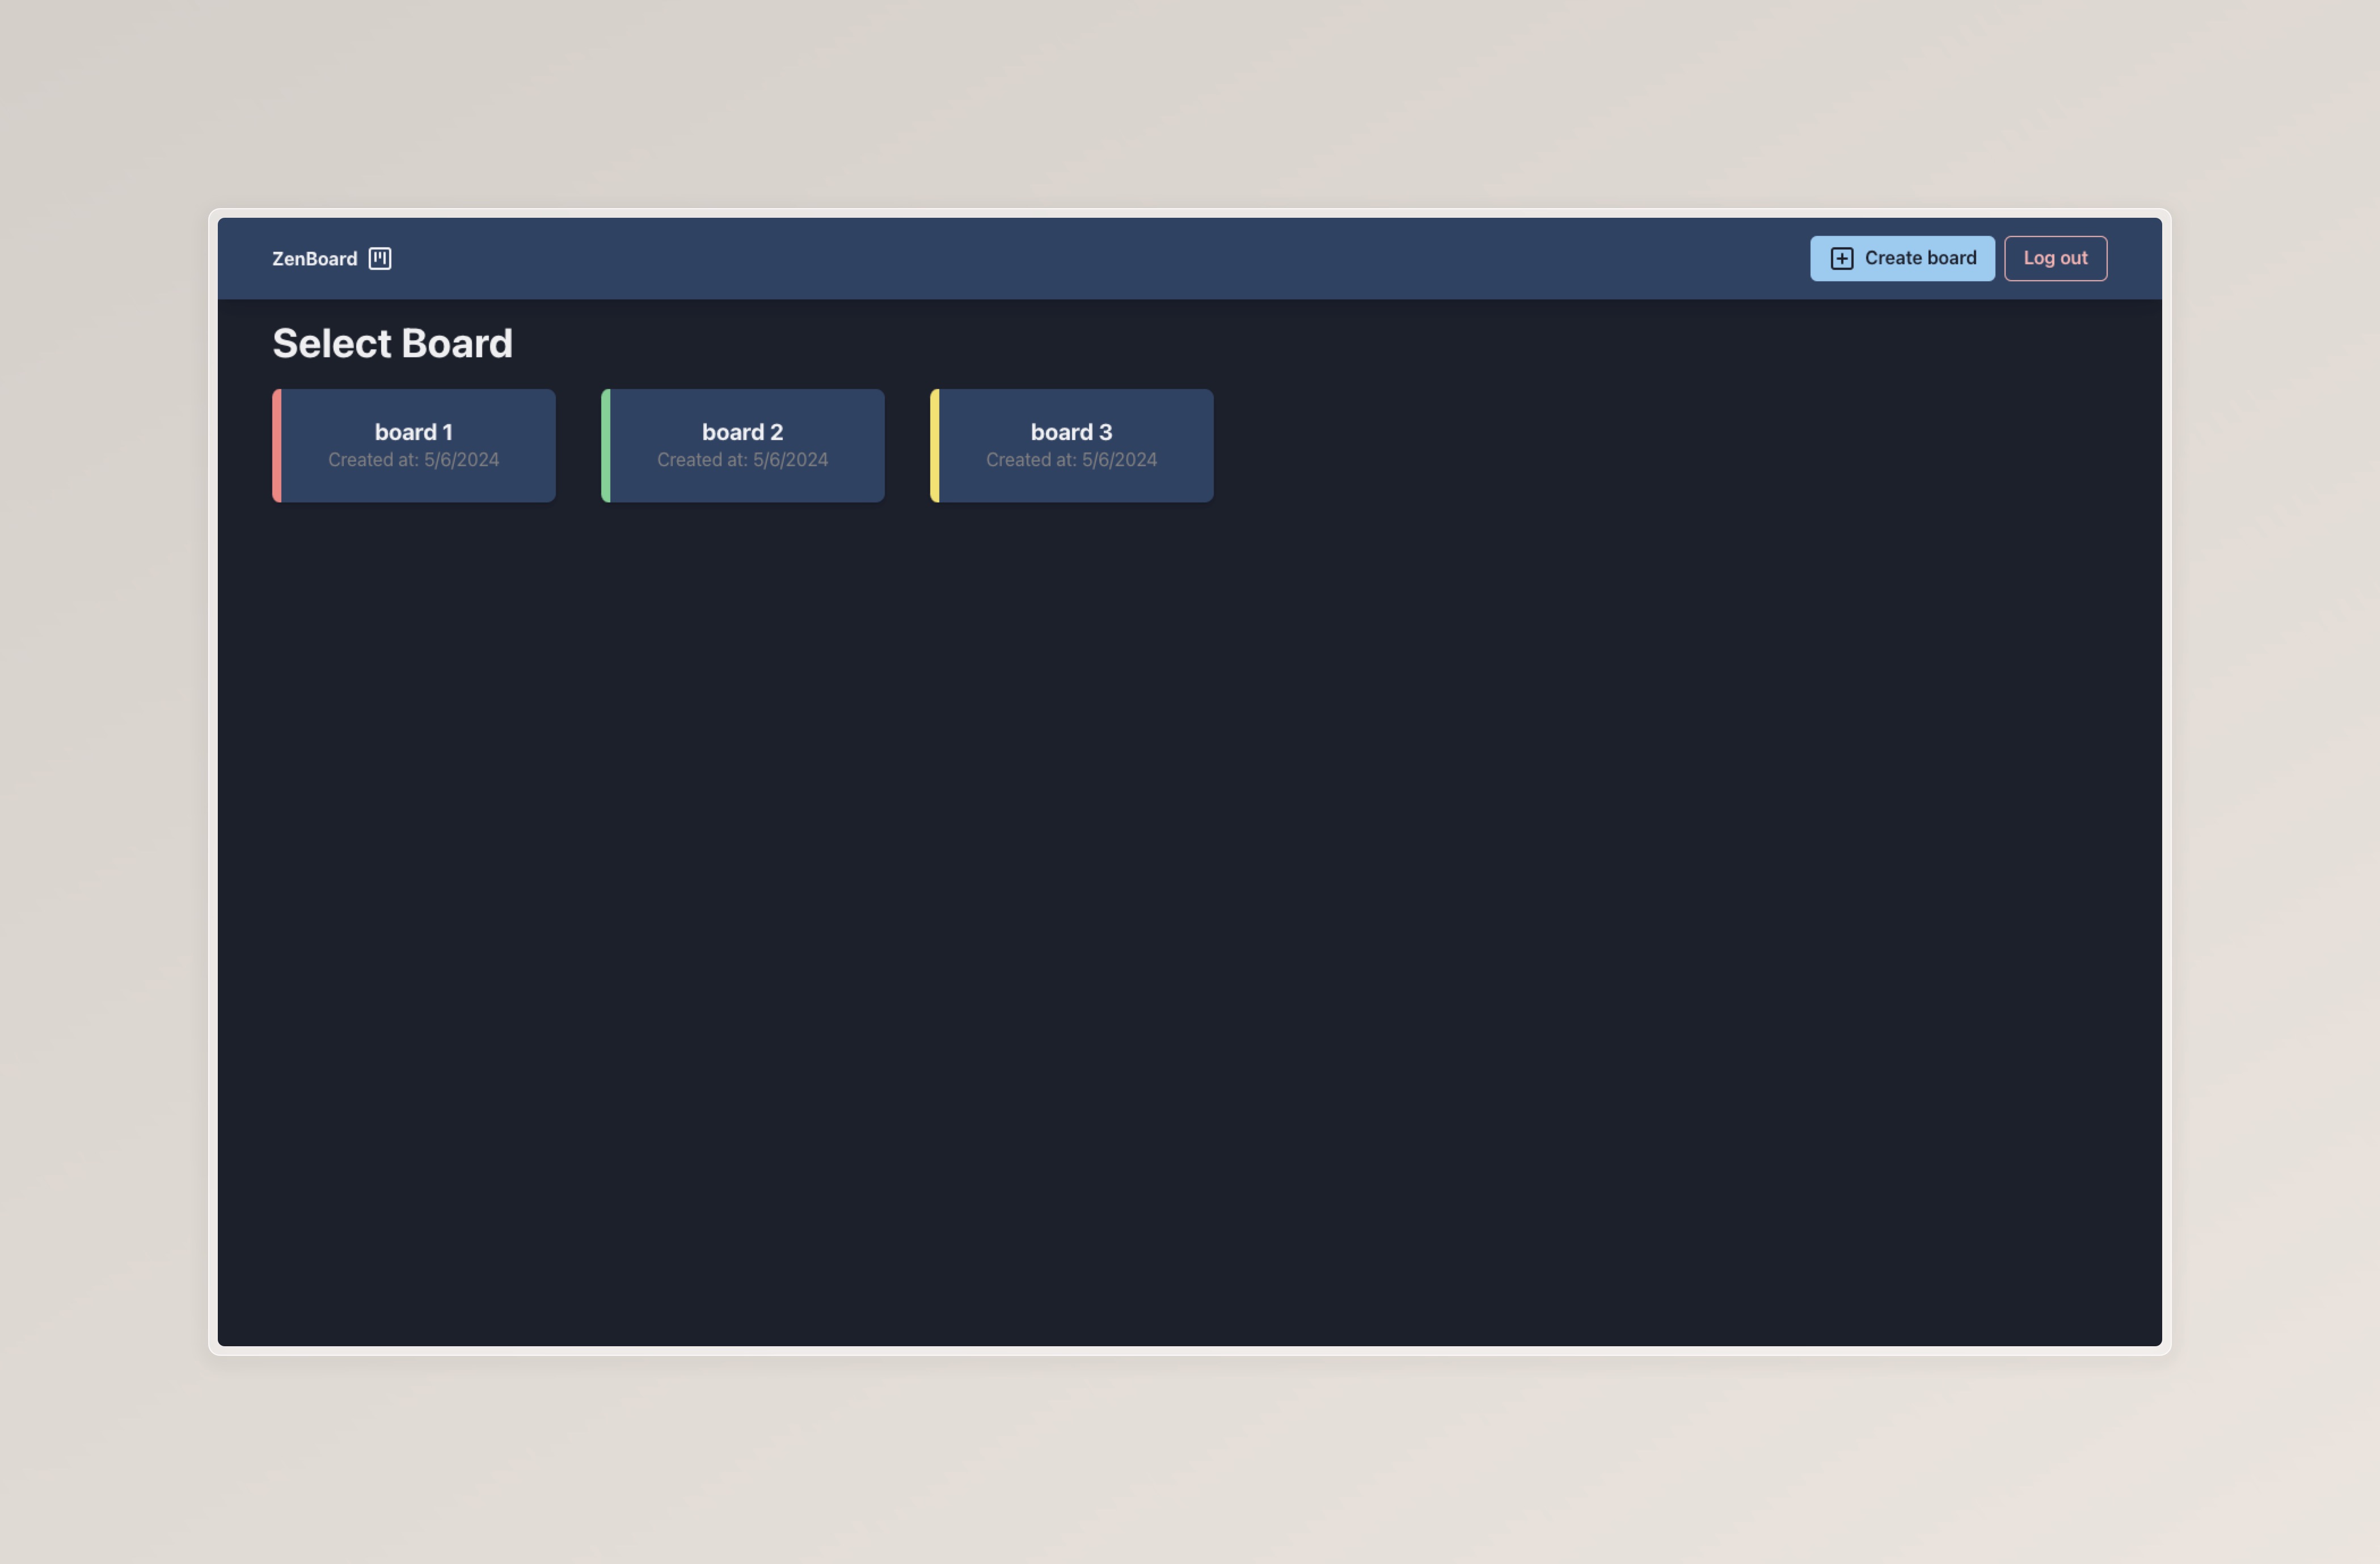 ZenBoard
Create board
Log out
Select Board
board 1
Created at: 5/6/2024
board 2
Created at: 5/6/2024
board 3
Created at: 5/6/2024